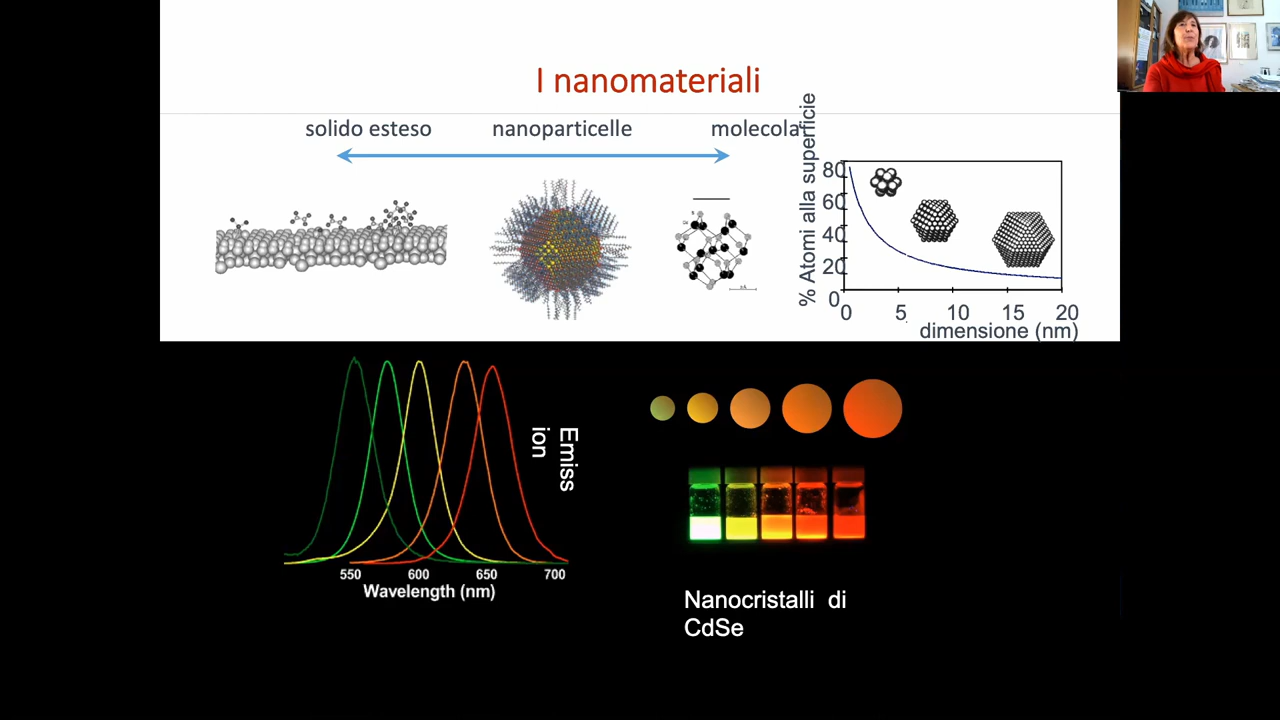 I nanomateriali
solido esteso
nanoparticelle
molecola
% Atomi alla superficie
80
60
40
20
0
0 5 10 15 20
dimensione (nm)
Emiss
ion
550 600 650 700
Wavelength (nm)
Nanocristalli di
CdSe